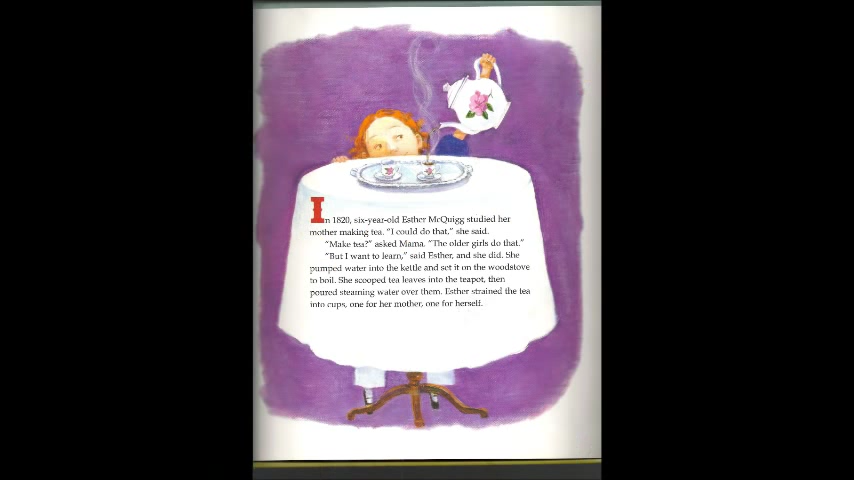 In 1820, six-year-old Esther McQuigg studied her
mother making tea. “I could do that,” she said.
“Make tea?” asked Mama. “The older girls do that.”
“But I want to learn,” said Esther, and she did. She
pumped water into the kettle and set it on the woodstove
to boil. She scooped tea leaves into the teapot, then
poured steaming water over them. Esther strained the tea
into cups, one for her mother, one for herself.